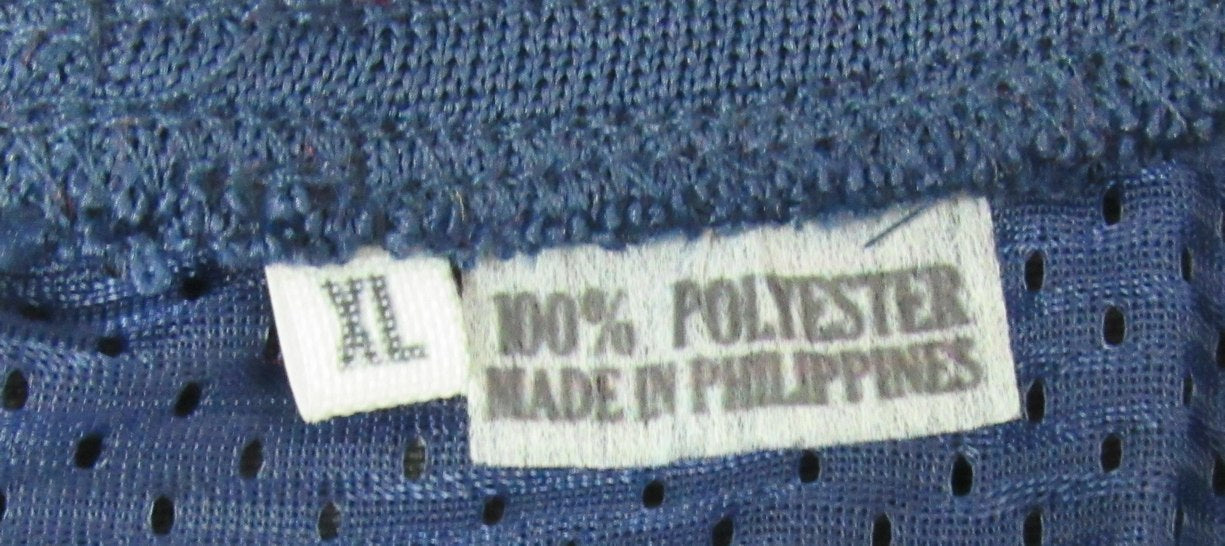 XL
100% POLYESTER
MADE IN PHILIPPINES